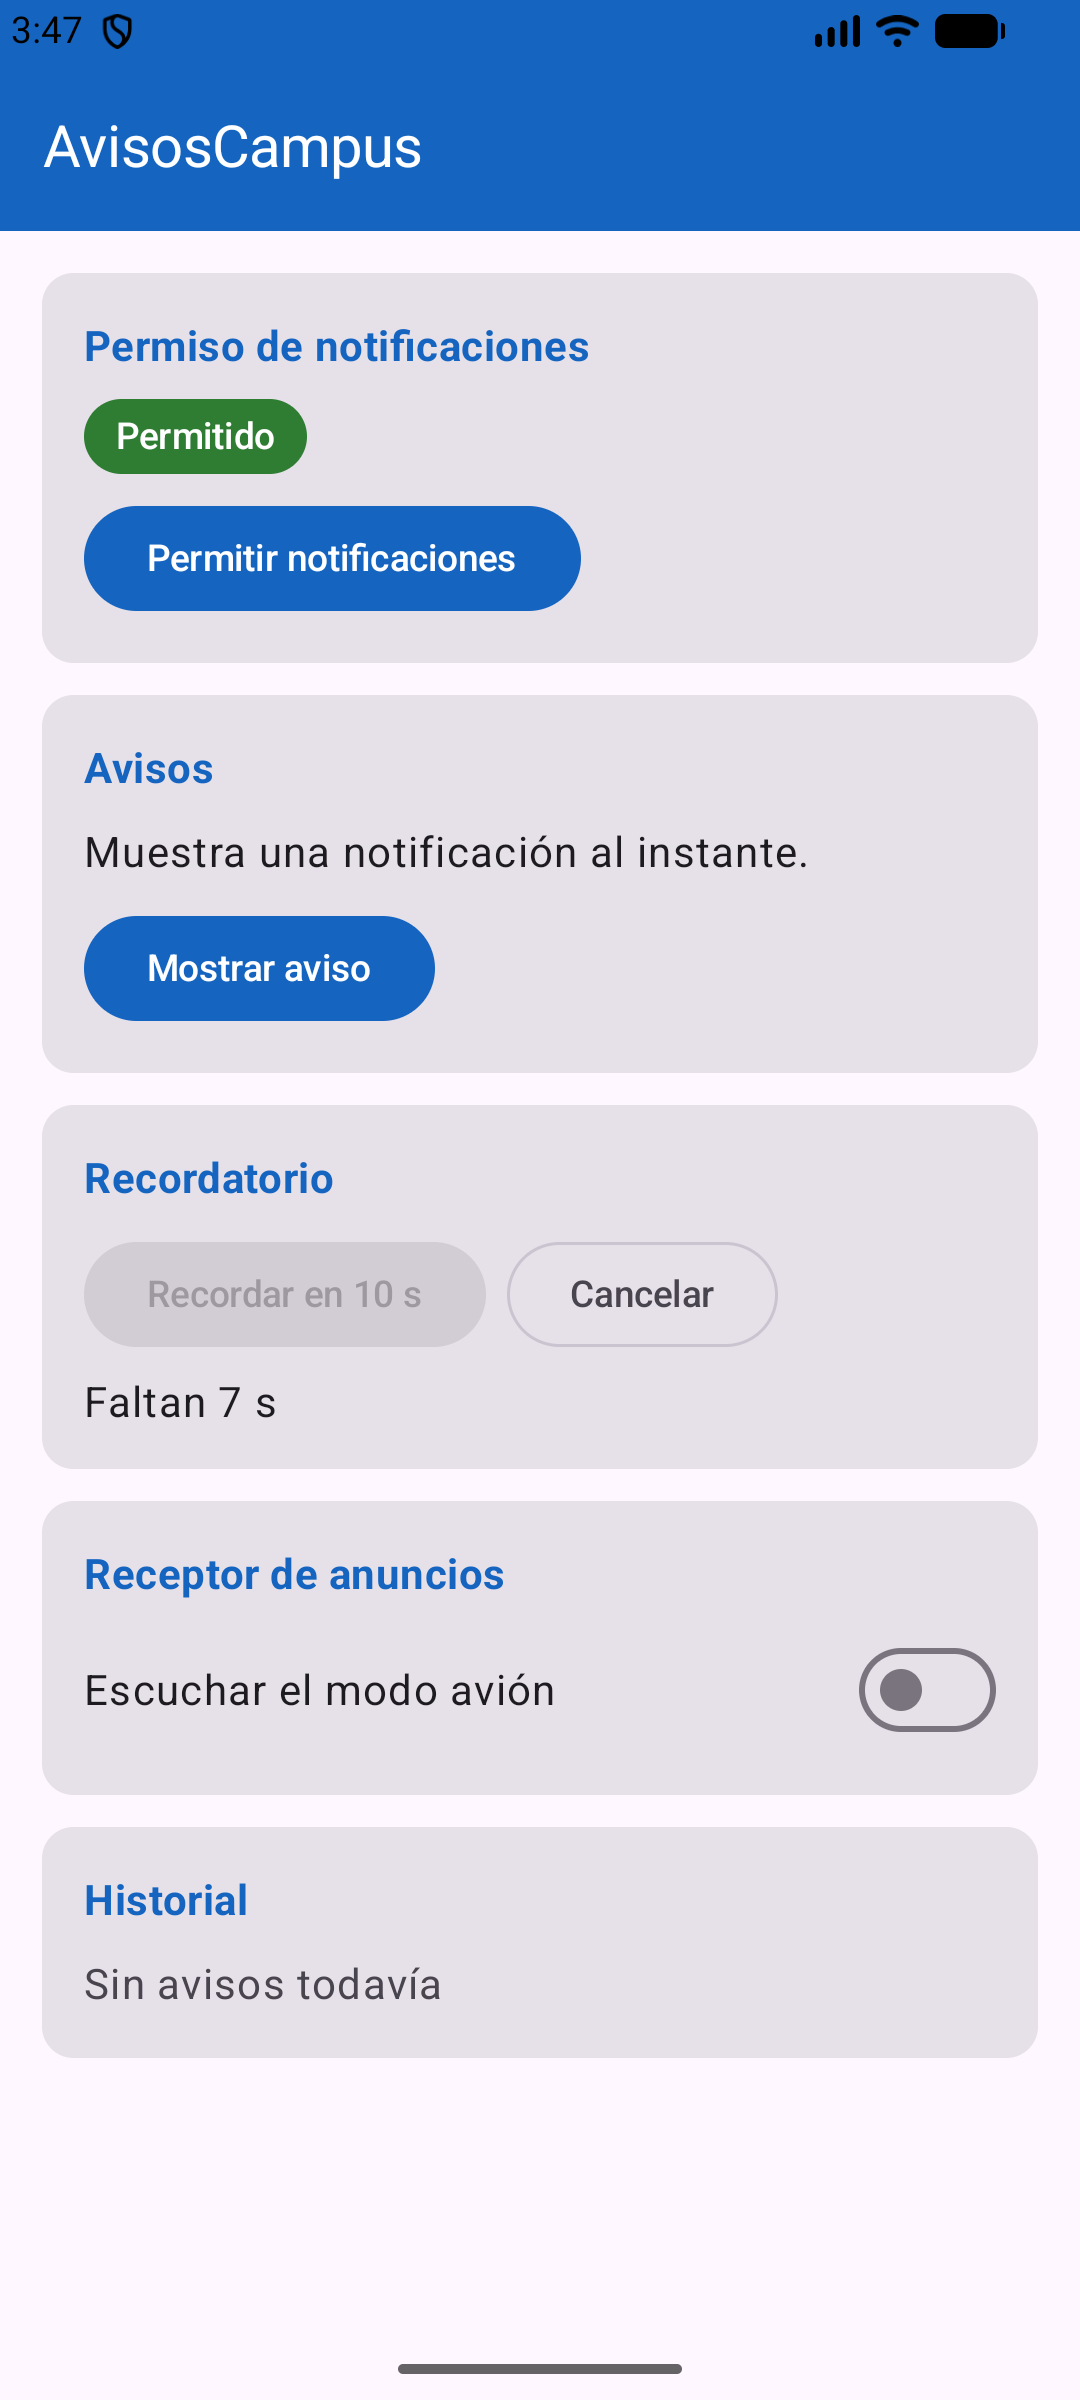 3:47
AvisosCampus
Permiso de notificaciones
Permitido
Permitir notificaciones
Avisos
Muestra una notificación al instante.
Mostrar aviso
Recordatorio
Recordar en 10 s
Cancelar
Faltan 7 s
Receptor de anuncios
Escuchar el modo avión
Historial
Sin avisos todavía